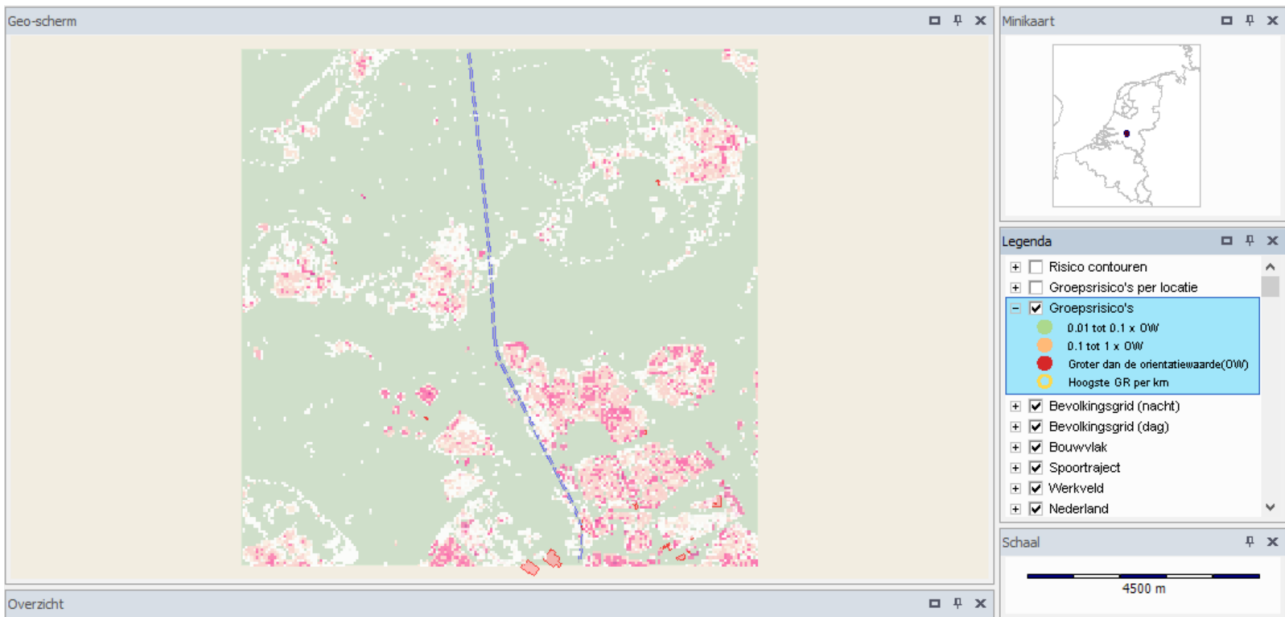 Geo-scherm
Minikaart
Legenda
Risico contouren
Groepsrisico's per locatie
Groepsrisico's
0.01 tot 0.1 x OW
0.1 tot 1 x OW
Groter dan de orientatiewaarde(OW)
Hoogste GR per km
Bevolkingsgrid (nacht)
Bevolkingsgrid (dag)
Bouwvlak
Spoortraject
Werkveld
Nederland
Schaal
4500 m
Overzicht